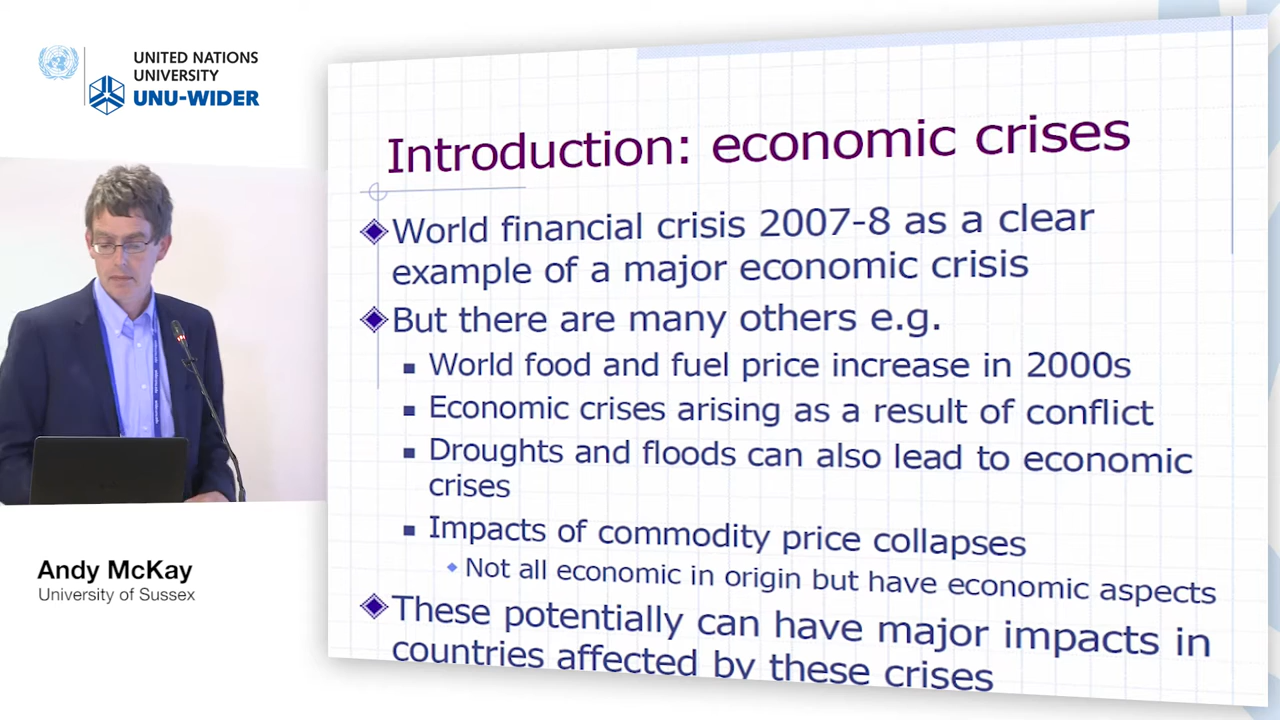 UNITED NATIONS
UNIVERSITY
UNU-WIDER
Introduction: economic crises
World financial crisis 2007-8 as a clear
example of a major economic crisis
But there are many others e.g.
World food and fuel price increase in 2000s
Economic crises arising as a result of conflict
Droughts and floods can also lead to economic
crises
Impacts of commodity price collapses
Not all economic in origin but have economic aspects
These potentially can have major impacts in
countries affected by these crises
Andy McKay
University of Sussex